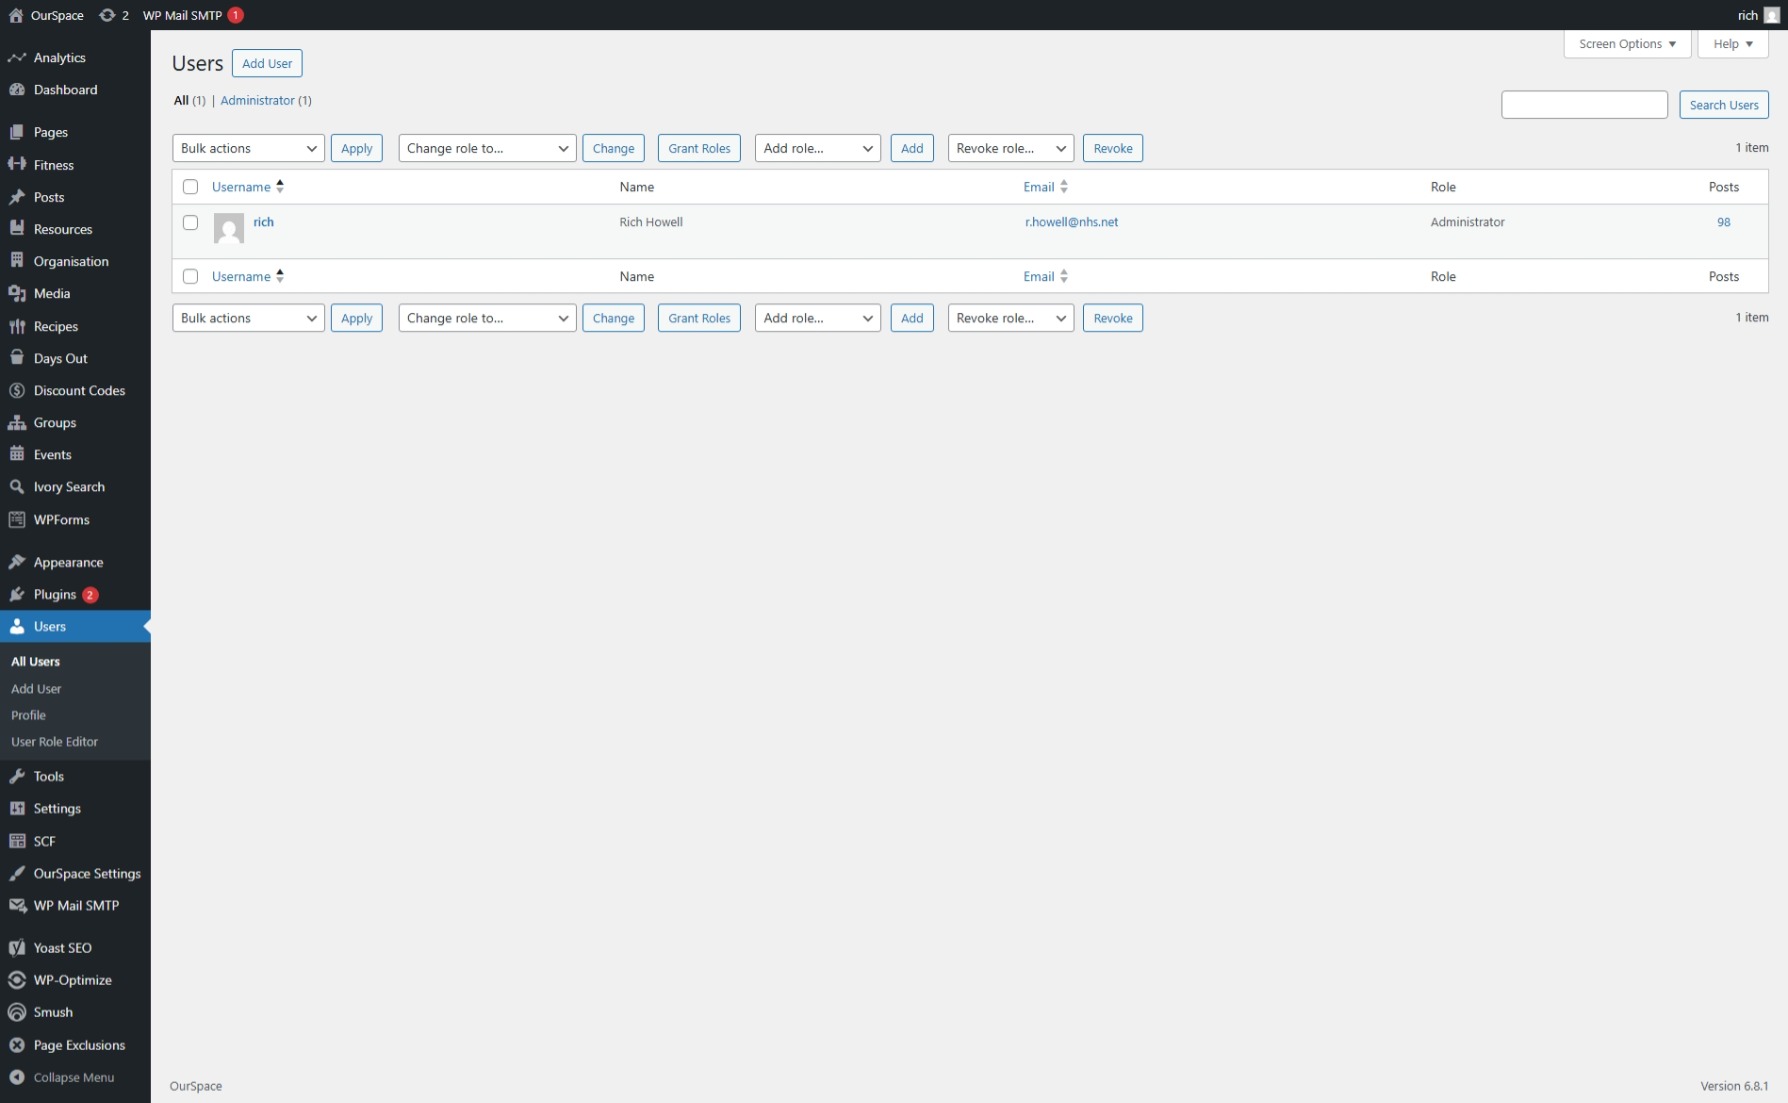 OurSpace 2 WP Mail SMTP 1 rich
Screen Options Help
Analytics
Dashboard
Pages
Fitness
Posts
Resources
Organisation
Media
Recipes
Days Out
Discount Codes
Groups
Events
Ivory Search
WPForms
Appearance
Plugins 2
Users
All Users
Add User
Profile
User Role Editor
Tools
Settings
SCF
OurSpace Settings
WP Mail SMTP
Yoast SEO
WP-Optimize
Smush
Page Exclusions
Collapse Menu
Users Add User
All (1) | Administrator (1)
Search Users
Bulk actions Apply Change role to... Change Grant Roles Add role... Add Revoke role... Revoke 1 item
Username Name Email Role Posts
rich Rich Howell r.howell@nhs.net Administrator 98
Username Name Email Role Posts
Bulk actions Apply Change role to... Change Grant Roles Add role... Add Revoke role... Revoke 1 item
OurSpace Version 6.8.1